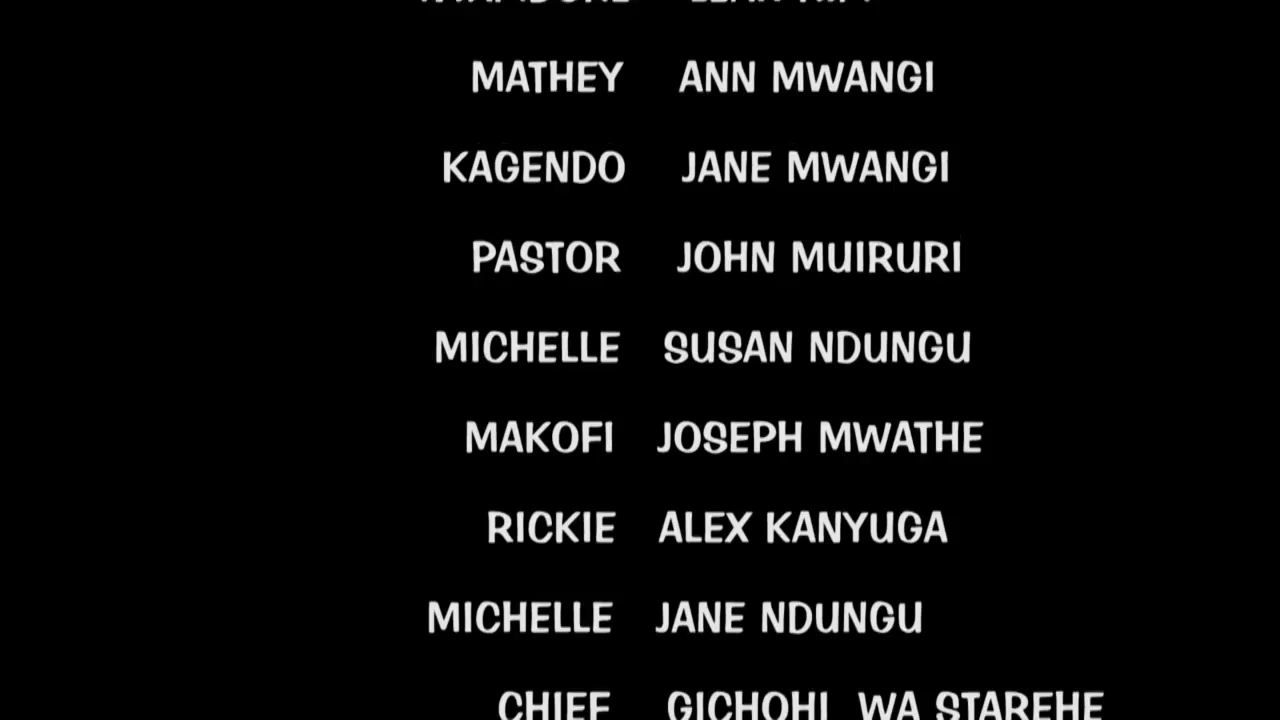 MATHEY ANN MWANGI
KAGENDO JANE MWANGI
PASTOR JOHN MUIRURI
MICHELLE SUSAN NDUNGU
MAKOFI JOSEPH MWATHE
RICKIE ALEX KANYUGA
MICHELLE JANE NDUNGU
CHIEF GICHOHI WA STAREHE